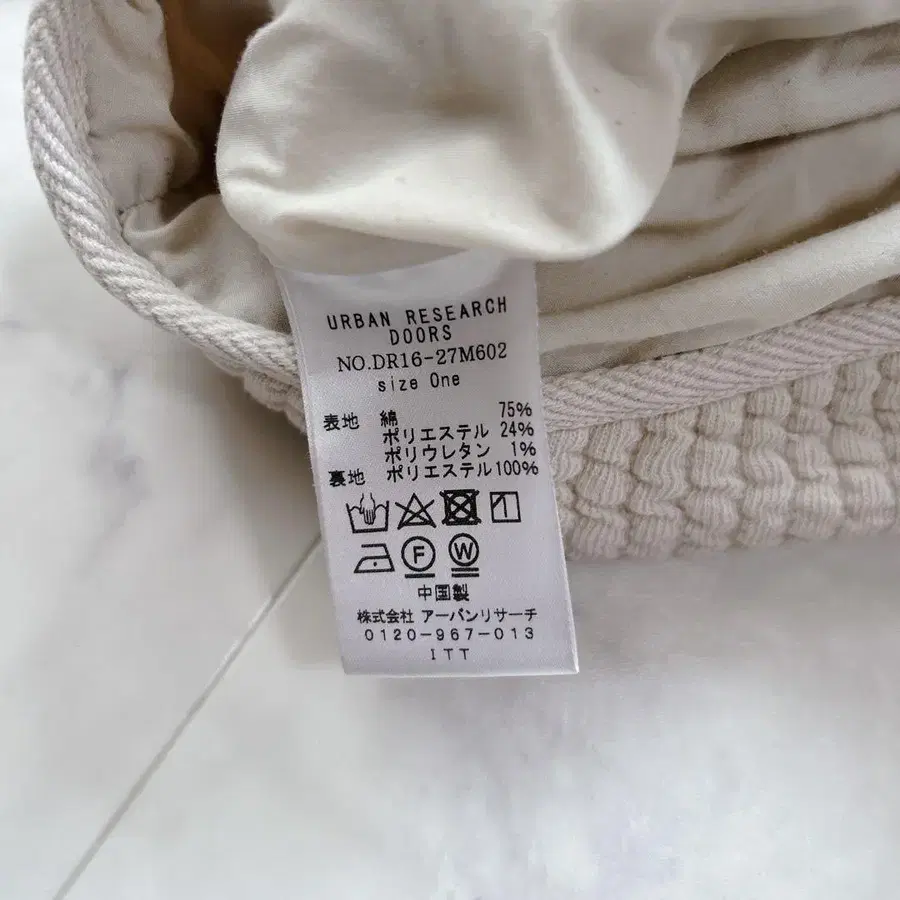 URBAN RESEARCH
DOORS
NO.DR16-27M602
size One
表地 綿 75%
ポリエステル 24%
ポリウレタン 1%
裏地 ポリエステル100%
F W
中国製
株式会社 アーバンリサーチ
0120-967-013
ITT